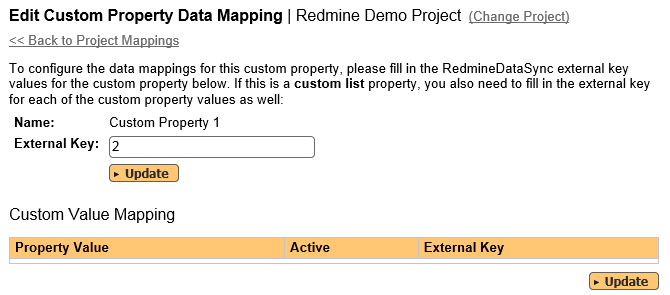 Edit Custom Property Data Mapping | Redmine Demo Project (Change Project)
<< Back to Project Mappings
To configure the data mappings for this custom property, please fill in the RedmineDataSync external key
values for the custom property below. If this is a custom list property, you also need to fill in the external key
for each of the custom property values as well:
Name: Custom Property 1
External Key: 2
Update
Custom Value Mapping
Property Value Active External Key
Update